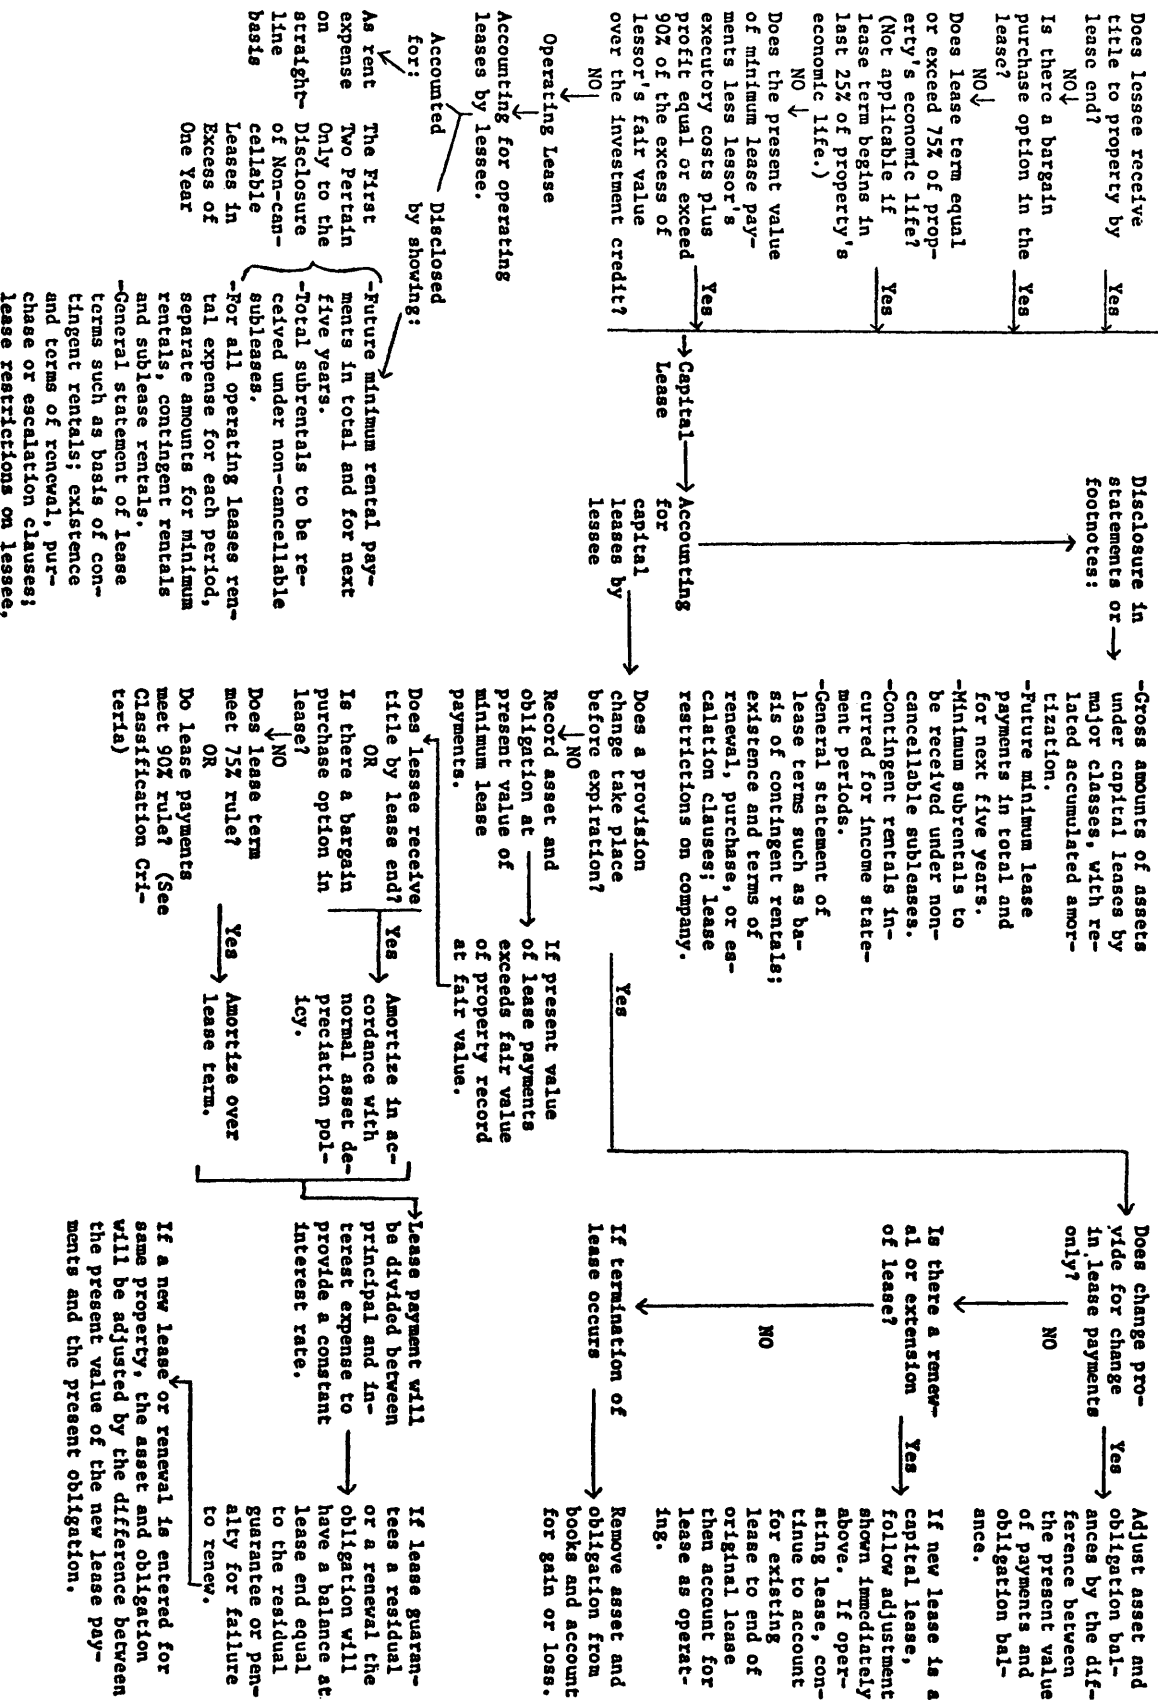 Does lessee receive
title to property by
lease end?
Yes
NO
Is there a bargain
purchase option in the
lease?
Yes
NO
Does lease term equal
or exceed 75% of prop-
erty's economic life?
(Not applicable if
lease term begins in
last 25% of property's
economic life.)
Yes
NO
Does the present value
of minimum lease pay-
ments less lessor's
executory costs plus
profit equal or exceed
90% of the excess of
lessor's fair value
over the investment credit?
Yes
NO
Operating Lease
Accounting for operating
leases by lessee.
Accounted
for:
Disclosed
by showing:
As rent
expense
on
straight-
line
basis
The First
Two Pertain
Only to the
Disclosure
of Non-can-
cellable
Leases in
Excess of
One Year
-Future minimum rental pay-
ments in total and for next
five years.
-Total subrentals to be re-
ceived under non-cancellable
subleases.
-For all operating leases ren-
tal expense for each period,
separate amounts for minimum
rentals, contingent rentals
and sublease rentals.
-General statement of lease
terms such as basis of con-
tingent rentals; existence
and terms of renewal, pur-
chase or escalation clauses;
lease restrictions on lessee,
Capital
Lease
Accounting
for
capital
leases by
lessee
Disclosure in
statements or
footnotes:
-Gross amounts of assets
under capital leases by
major classes, with re-
lated accumulated amor-
tization.
-Future minimum lease
payments in total and
for next five years.
-Minimum subrentals to
be received under non-
cancellable subleases.
-Contingent rentals in-
curred for income state-
ment periods.
-General statement of
lease terms such as ba-
sis of contingent rentals;
existence and terms of
renewal, purchase, or es-
calation clauses; lease
restrictions on company.
Does a provision
change take place
before expiration?
Yes
NO
Record asset and
obligation at
present value of
minimum lease
payments.
If present value
of lease payments
exceeds fair value
of property record
at fair value.
Does lessee receive
title by lease end?
OR
Is there a bargain
purchase option in
lease?
Yes
NO
Amortize in ac-
cordance with
normal asset de-
preciation pol-
icy.
Does lease term
meet 75% rule?
OR
Do lease payments
meet 90% rule? (See
Classification Cri-
teria)
Yes
Amortize over
lease term.
Does change pro-
vide for change
in lease payments
only?
Yes
NO
Adjust asset and
obligation bal-
ances by the dif-
ference between
the present value
of payments and
obligation bal-
ance.
Is there a renew-
al or extension
of lease?
Yes
NO
If new lease is a
capital lease,
follow adjustment
shown immediately
above. If oper-
ating lease, con-
tinue to account
for existing
lease to end of
original lease
then account for
lease as operat-
ing.
If termination of
lease occurs
Remove asset and
obligation from
books and account
for gain or loss.
Lease payment will
be divided between
principal and in-
terest expense to
provide a constant
interest rate.
If lease guaran-
tees a residual
or a renewal the
obligation will
have a balance at
lease end equal
to the residual
guarantee or pen-
alty for failure
to renew.
If a new lease or renewal is entered for
same property, the asset and obligation
will be adjusted by the difference between
the present value of the new lease pay-
ments and the present obligation.